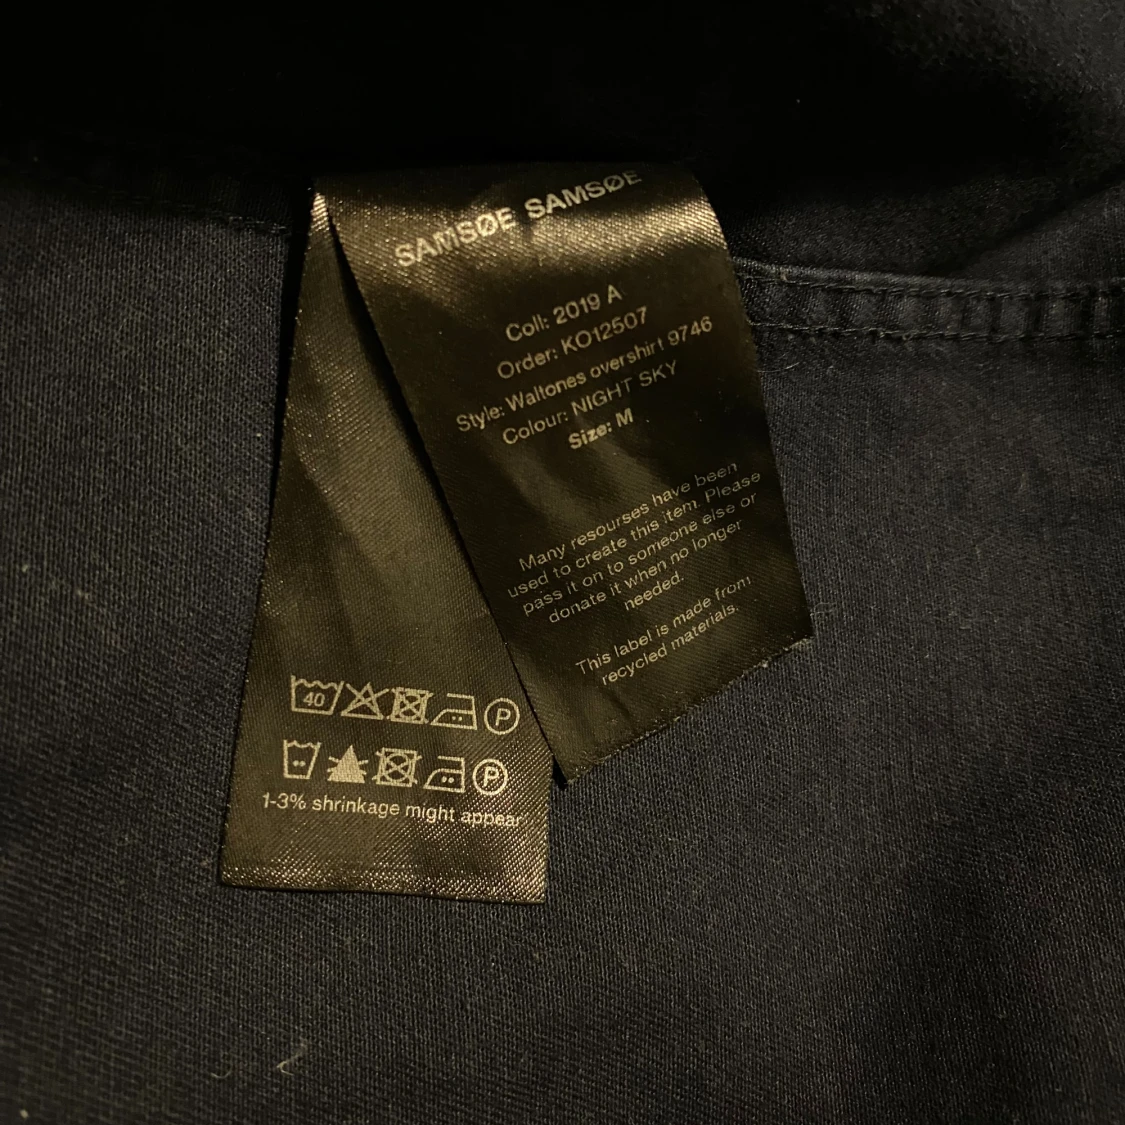 SAMSØE SAMSØE
Coll: 2019 A
Order: KO12507
Style: Waltones overshirt 9746
Colour: NIGHT SKY
Size: M
Many resourses have been
used to create this item. Please
pass it on to someone else or
donate it when no longer
needed.
This label is made from
recycled materials.
40 P
P
1-3% shrinkage might appear